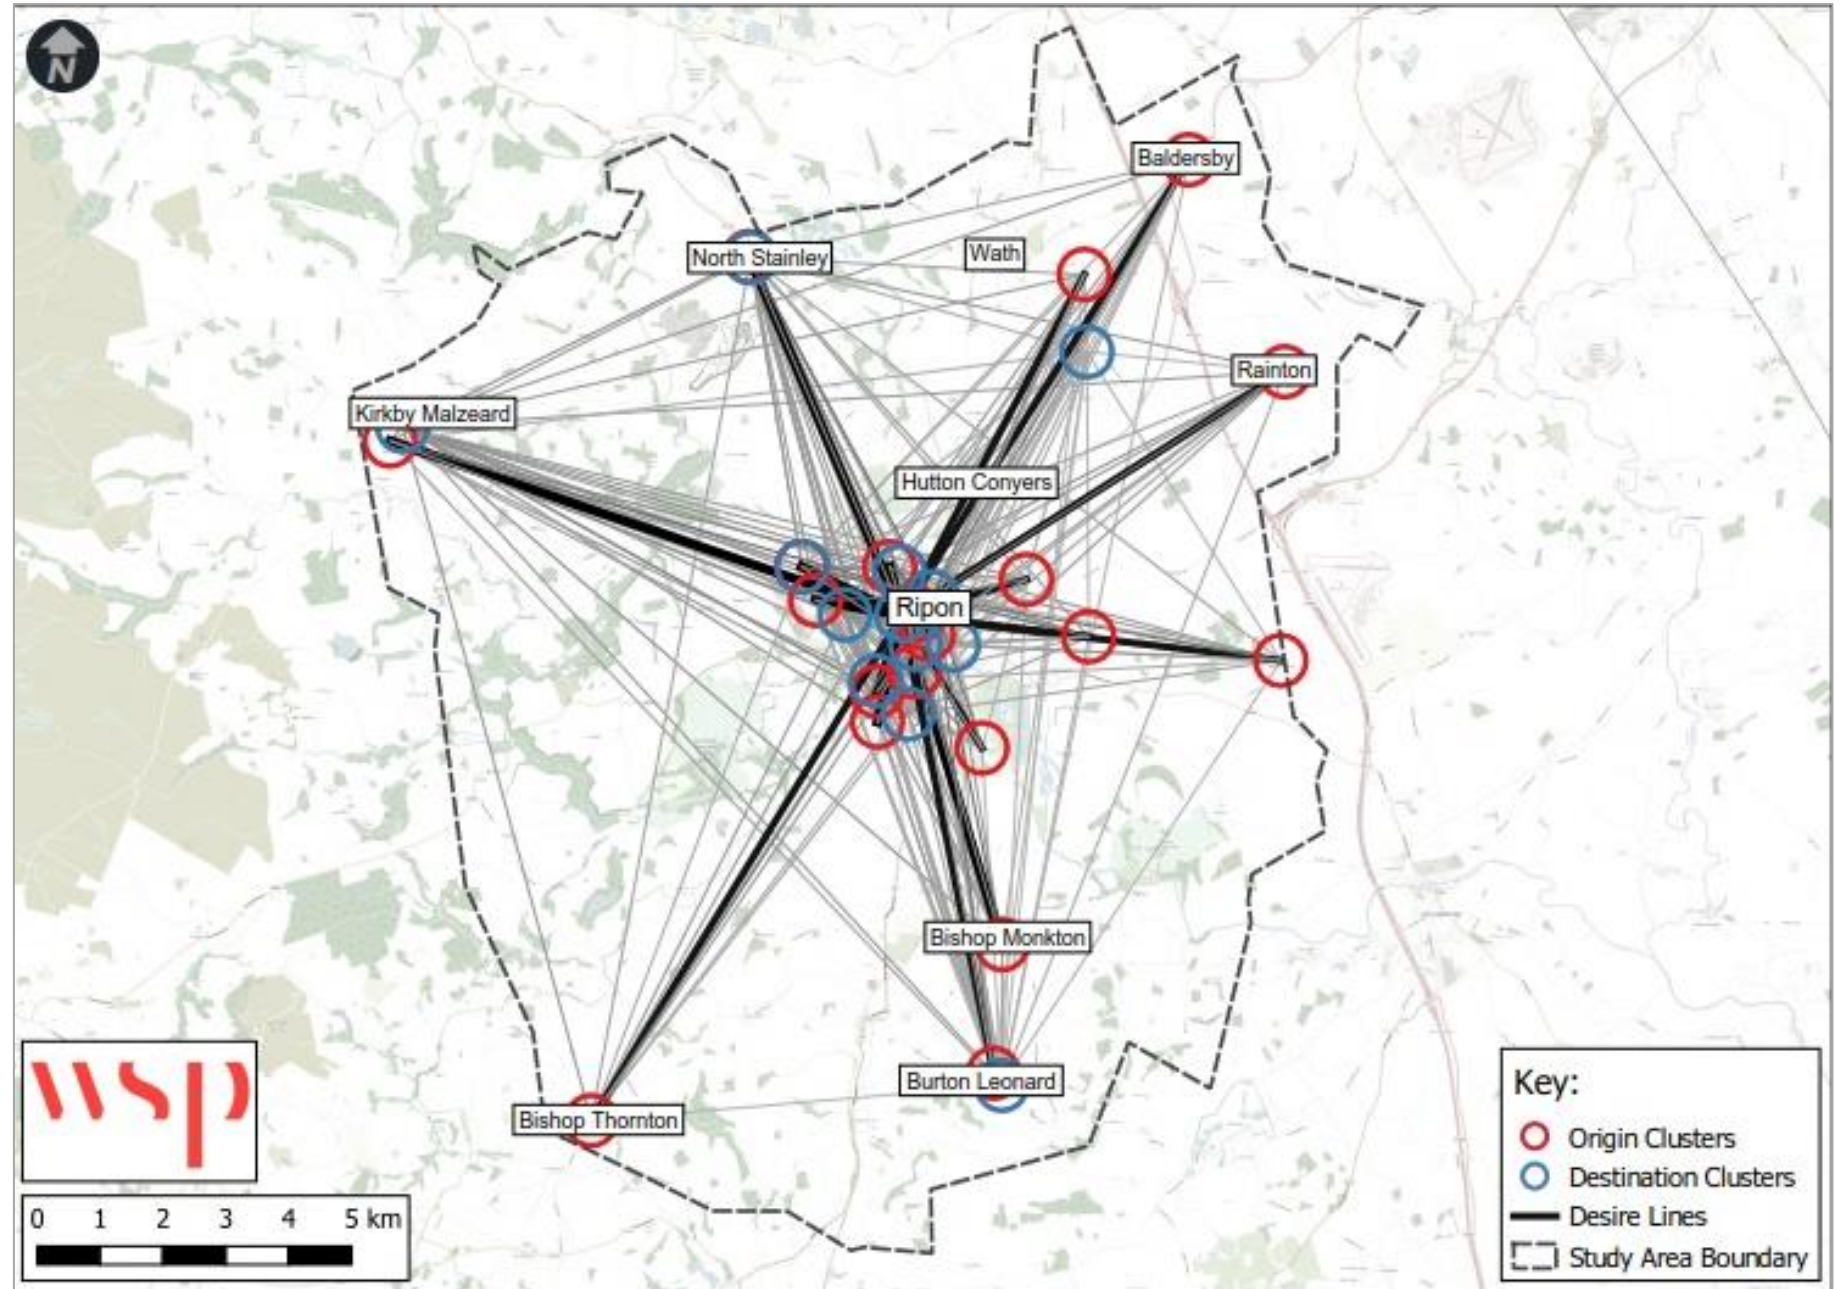 N
Baldersby
North Stainley
Wath
Rainton
Kirkby Malzeard
Hutton Conyers
Ripon
Bishop Monkton
Burton Leonard
Bishop Thornton
wsp
0 1 2 3 4 5 km
Key:
Origin Clusters
Destination Clusters
Desire Lines
Study Area Boundary